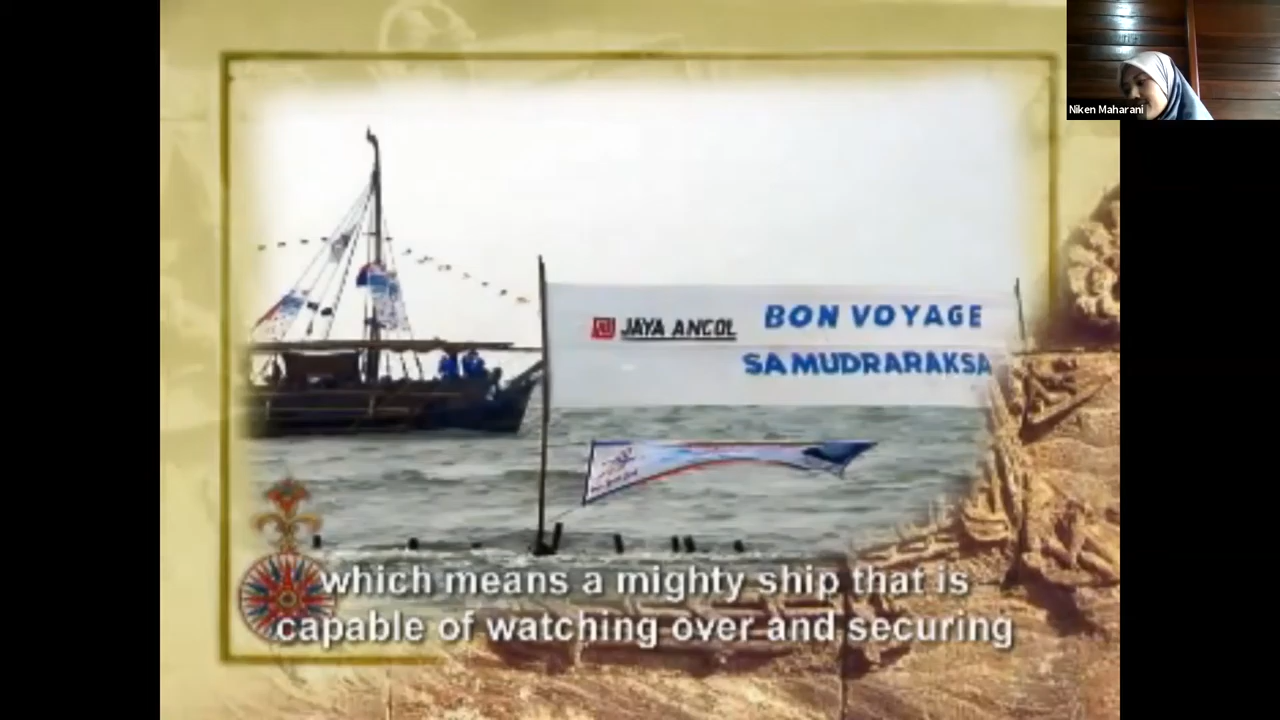 Niken Maharani
JAYA ANCOL
BON VOYAGE
SAMUDRARAKSA
which means a mighty ship that is
capable of watching over and securing